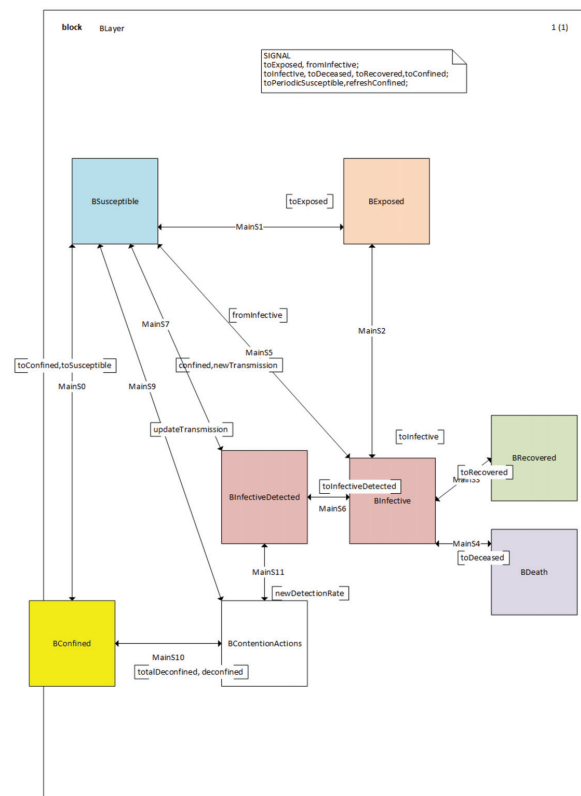 block BLayer 1 (1)
SIGNAL
toExposed, fromInfective;
toInfective, toDeceased, toRecovered,toConfined;
toPeriodicSusceptible,refreshConfined;
BSusceptible
toExposed
BExposed
MainS1
fromInfective
MainS7
MainS2
MainS5
toConfined,toSusceptible
confined,newTransmission
MainS0
MainS9
updateTransmission
toInfective
BRecovered
toRecovered
MainS3
BInfectiveDetected
toInfectiveDetected
BInfective
MainS6
MainS4
toDeceased
BDeath
MainS11
newDetectionRate
BConfined
BContentionActions
MainS10
totalDeconfined, deconfined